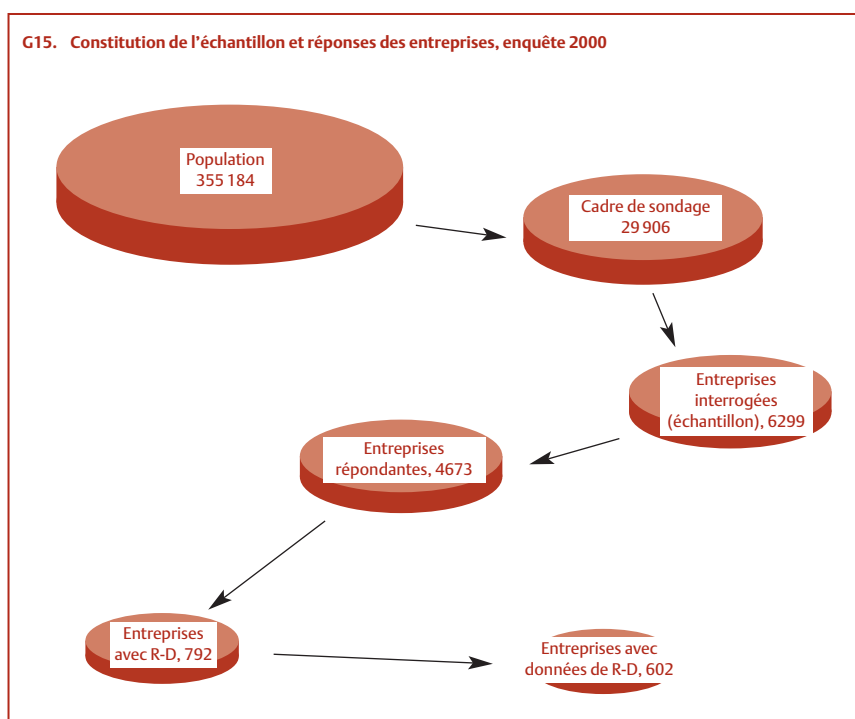 G15. Constitution de l'échantillon et réponses des entreprises, enquête 2000
Population
355 184
Cadre de sondage
29 906
Entreprises
interrogées
(échantillon), 6299
Entreprises
répondantes, 4673
Entreprises
avec R-D, 792
Entreprises avec
données de R-D, 602